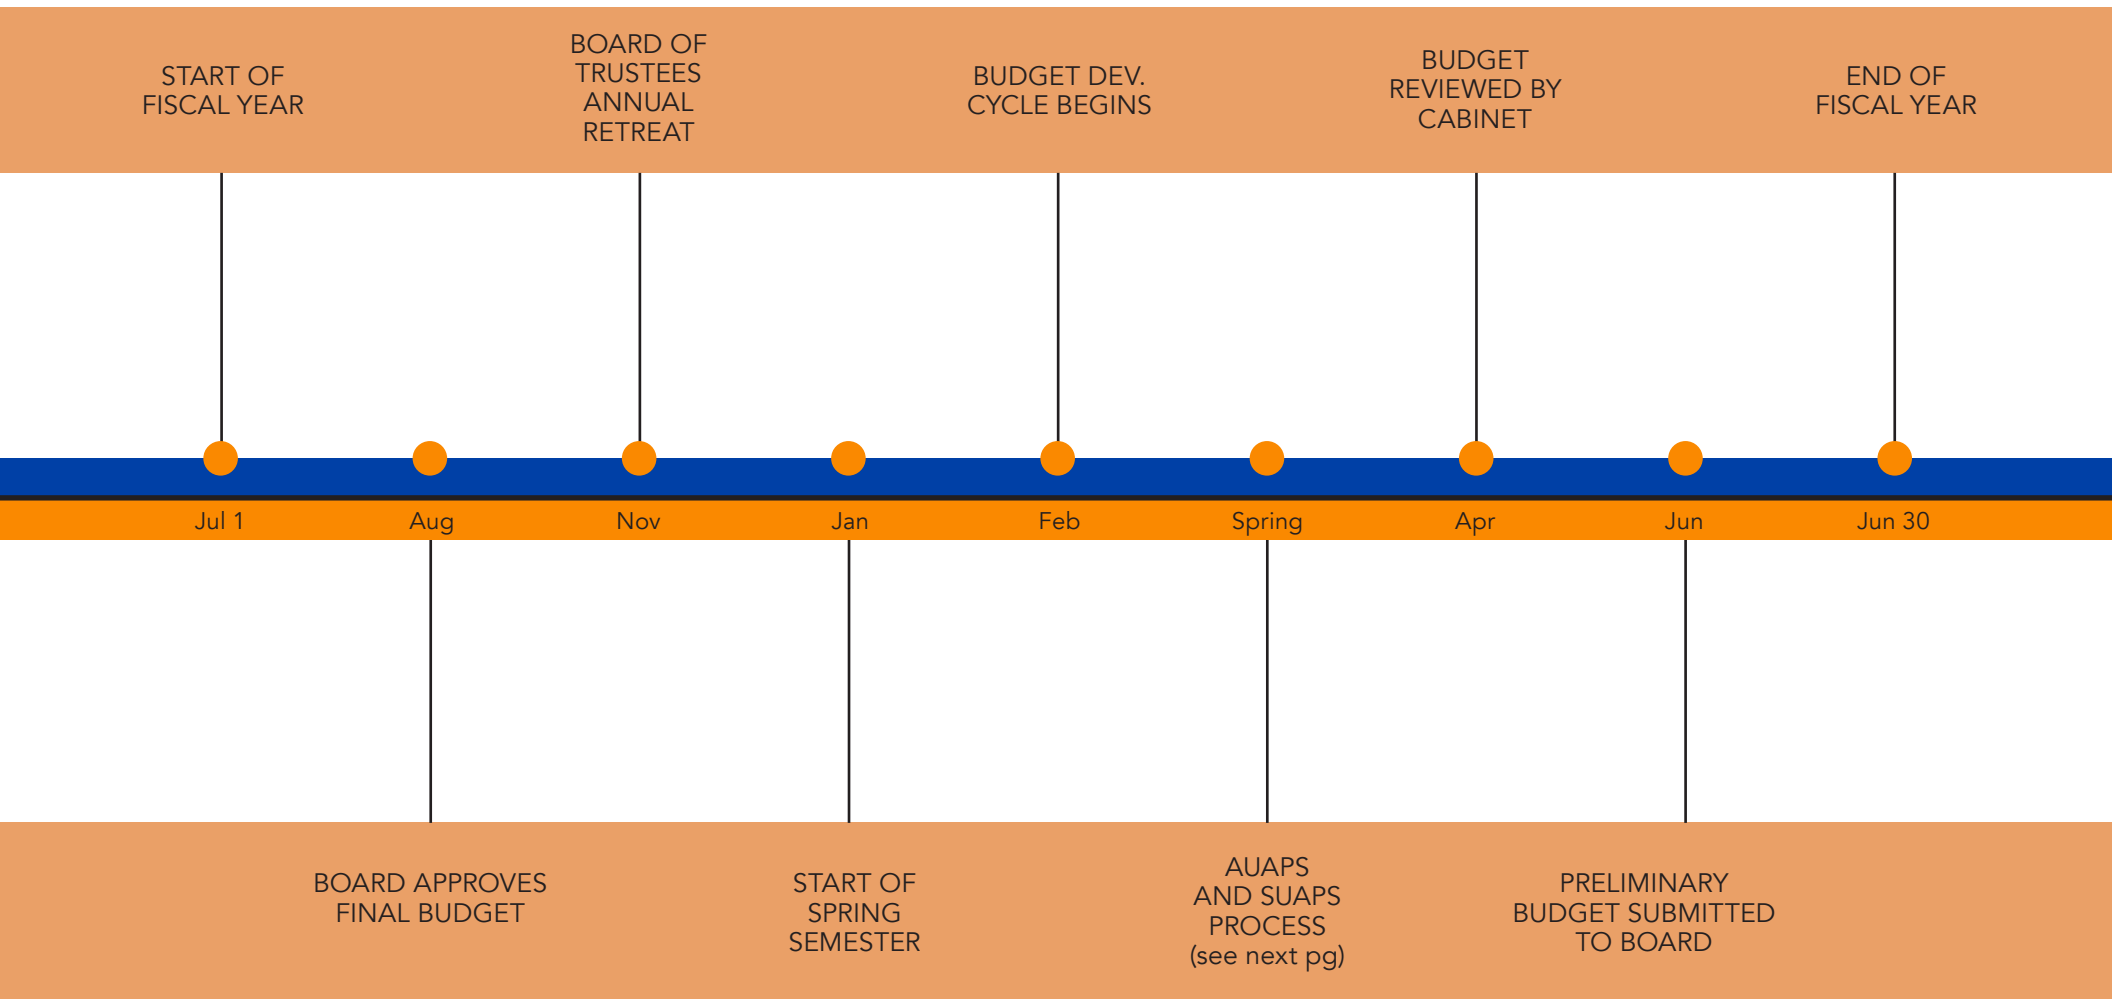 START OF
FISCAL YEAR
BOARD OF
TRUSTEES
ANNUAL
RETREAT
BUDGET DEV.
CYCLE BEGINS
BUDGET
REVIEWED BY
CABINET
END OF
FISCAL YEAR
Jul 1
Aug
Nov
Jan
Feb
Spring
Apr
Jun
Jun 30
BOARD APPROVES
FINAL BUDGET
START OF
SPRING
SEMESTER
AUAPS
AND SUAPS
PROCESS
(see next pg)
PRELIMINARY
BUDGET SUBMITTED
TO BOARD